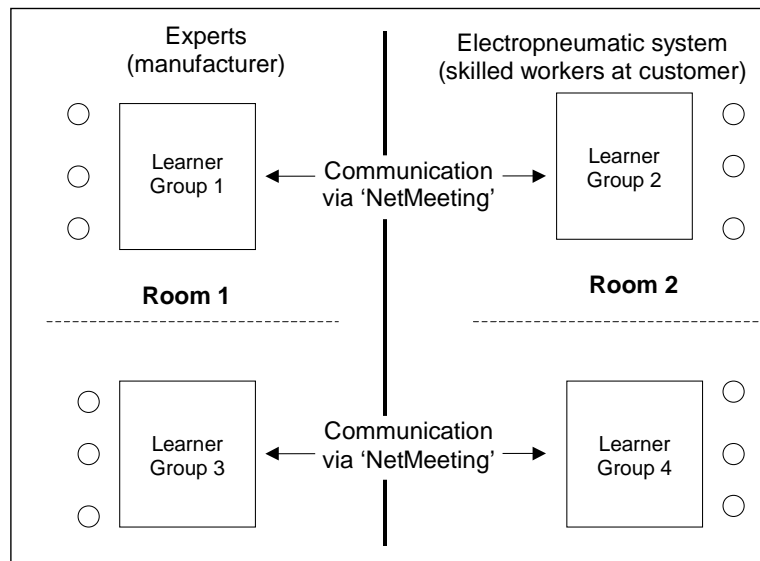 Experts
(manufacturer)
Electropneumatic system
(skilled workers at customer)
Learner
Group 1
Communication
via ‘NetMeeting’
Learner
Group 2
Room 1
Room 2
Learner
Group 3
Communication
via ‘NetMeeting’
Learner
Group 4